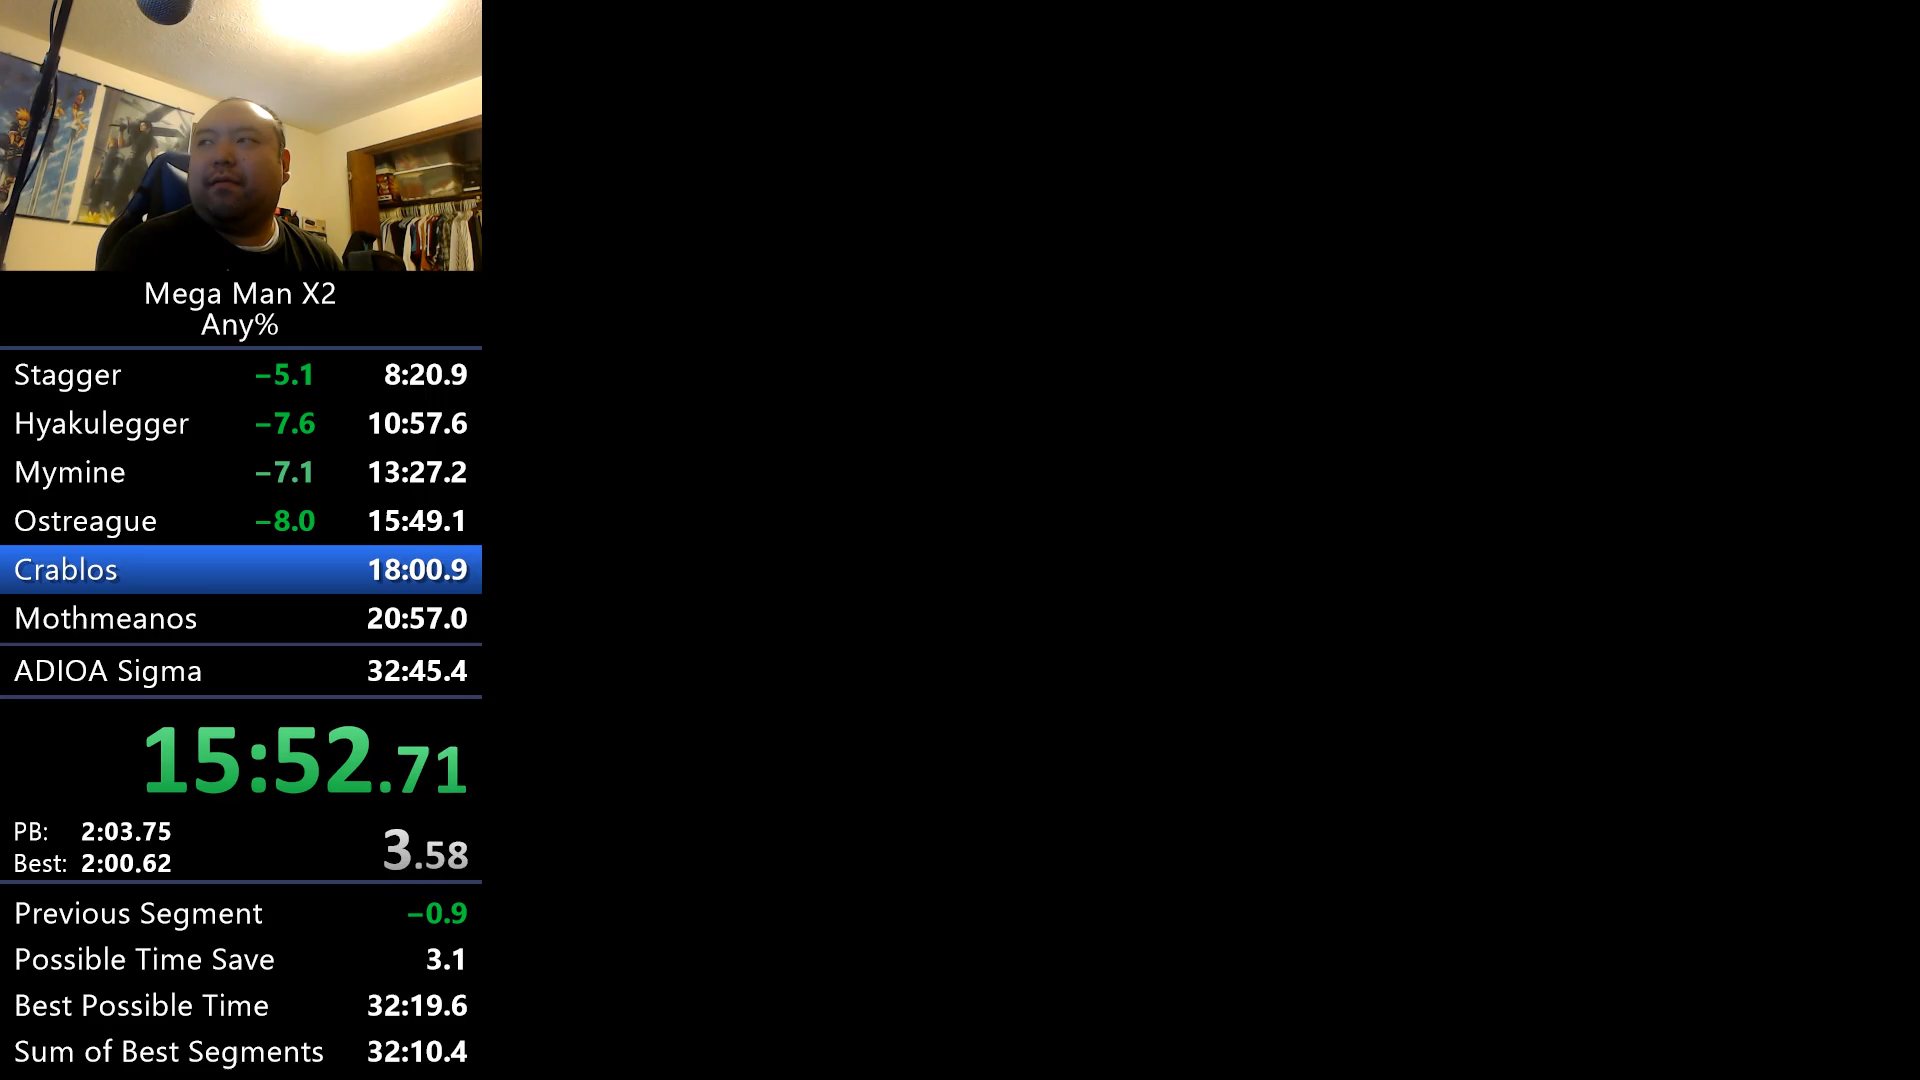 Mega Man X2
Any%
Stagger −5.1 8:20.9
Hyakulegger −7.6 10:57.6
Mymine −7.1 13:27.2
Ostreague −8.0 15:49.1
Crablos 18:00.9
Mothmeanos 20:57.0
ADIOA Sigma 32:45.4
15:52.71
PB: 2:03.75
Best: 2:00.62
3.58
Previous Segment −0.9
Possible Time Save 3.1
Best Possible Time 32:19.6
Sum of Best Segments 32:10.4